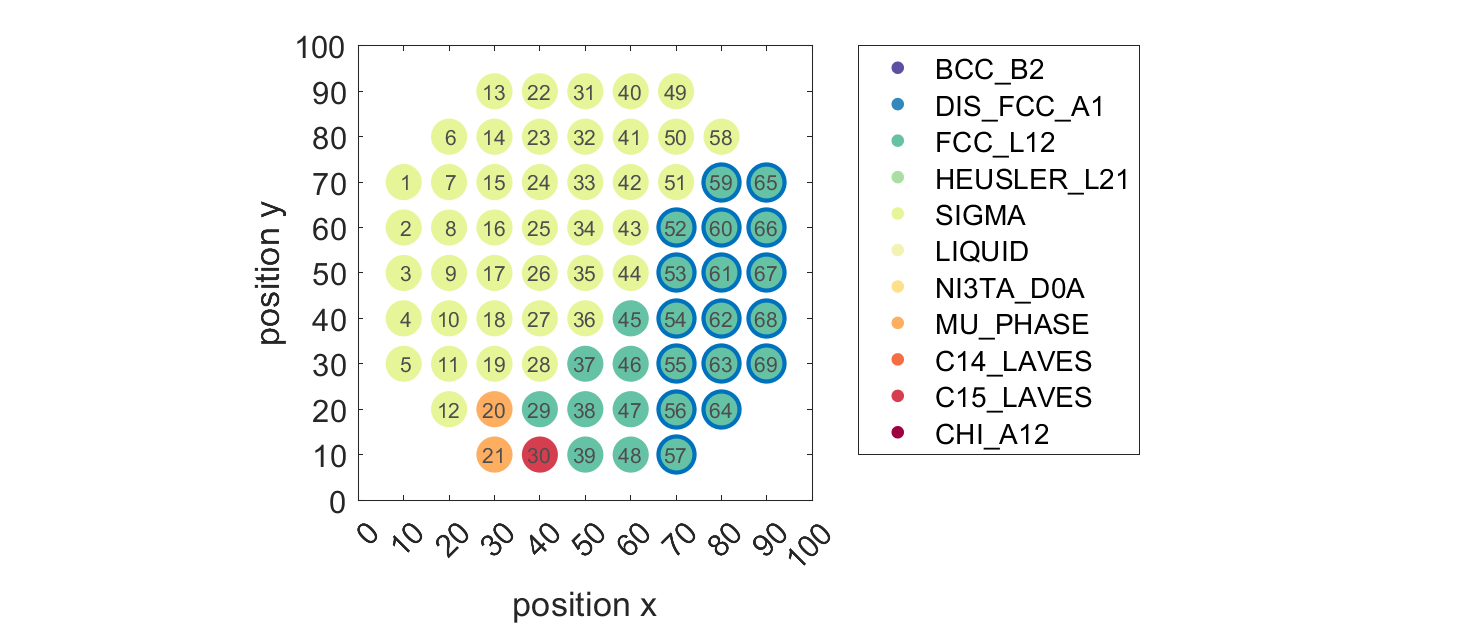 100
90
80
70
60
50
40
30
20
10
0
position y
13 22 31 40 49
6 14 23 32 41 50 58
1 7 15 24 33 42 51 59 65
2 8 16 25 34 43 52 60 66
3 9 17 26 35 44 53 61 67
4 10 18 27 36 45 54 62 68
5 11 19 28 37 46 55 63 69
12 20 29 38 47 56 64
21 30 39 48 57
0 10 20 30 40 50 60 70 80 90 100
position x
BCC_B2
DIS_FCC_A1
FCC_L12
HEUSLER_L21
SIGMA
LIQUID
NI3TA_D0A
MU_PHASE
C14_LAVES
C15_LAVES
CHI_A12